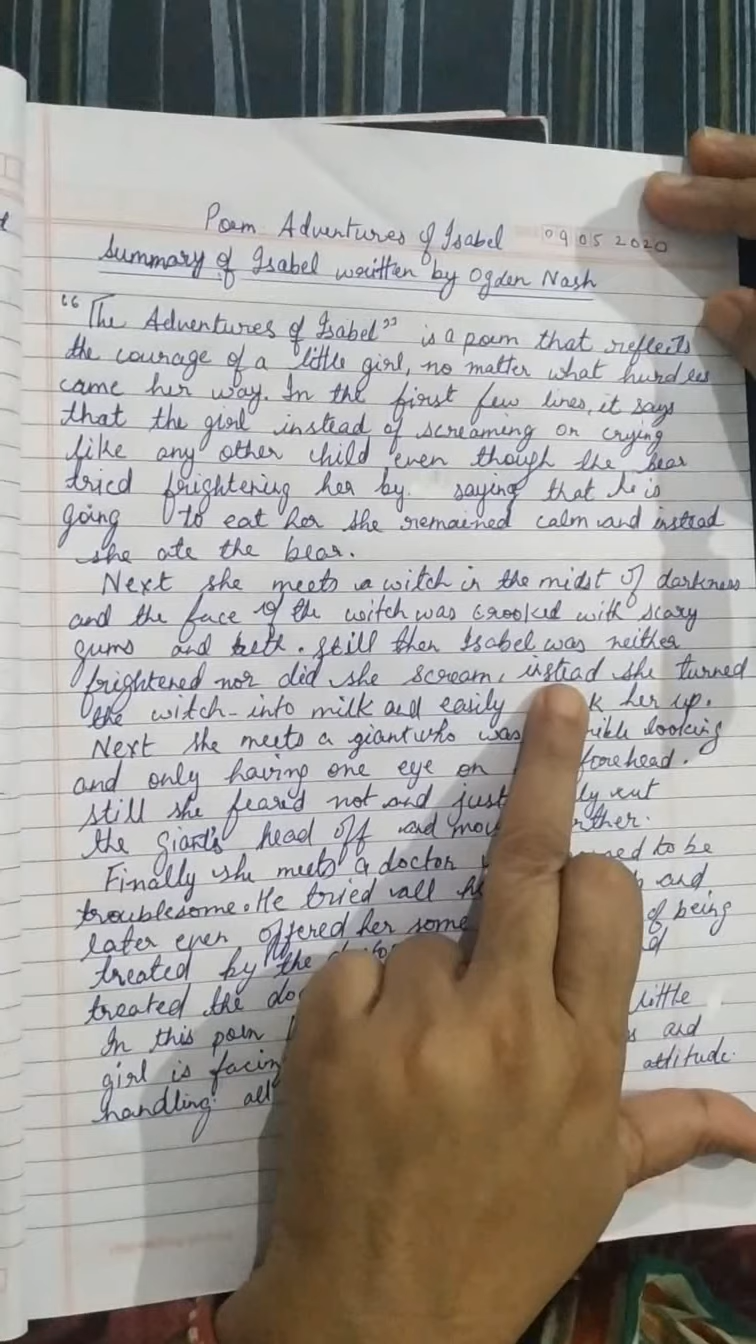 Poem Adventures of Isabel
09 05 2020
Summary of Isabel written by Ogden Nash
"The Adventures of Isabel" is a poem that reflects
the courage of a little girl, no matter what hurdles
came her way. In the first few lines, it says
that the girl instead of screaming or crying
like any other child even though the bear
tried frightening her by saying that he is
going to eat her she remained calm and instead
she ate the bear.
Next she meets a witch in the midst of darkness
and the face of the witch was crooked with scary
gums and teeth. Still then Isabel was neither
frightened nor did she scream, instead she turned
the witch into milk and easily her up.
Next she meets a giant who was looking
and only having one eye on forehead.
still she feared not and just cut
the giant's head off and
Finally she meets a doctor to be
troublesome. He tried all and
later even offered her some of being
treated by the
treated the
In this poem little
girl is and
handling all attitude.